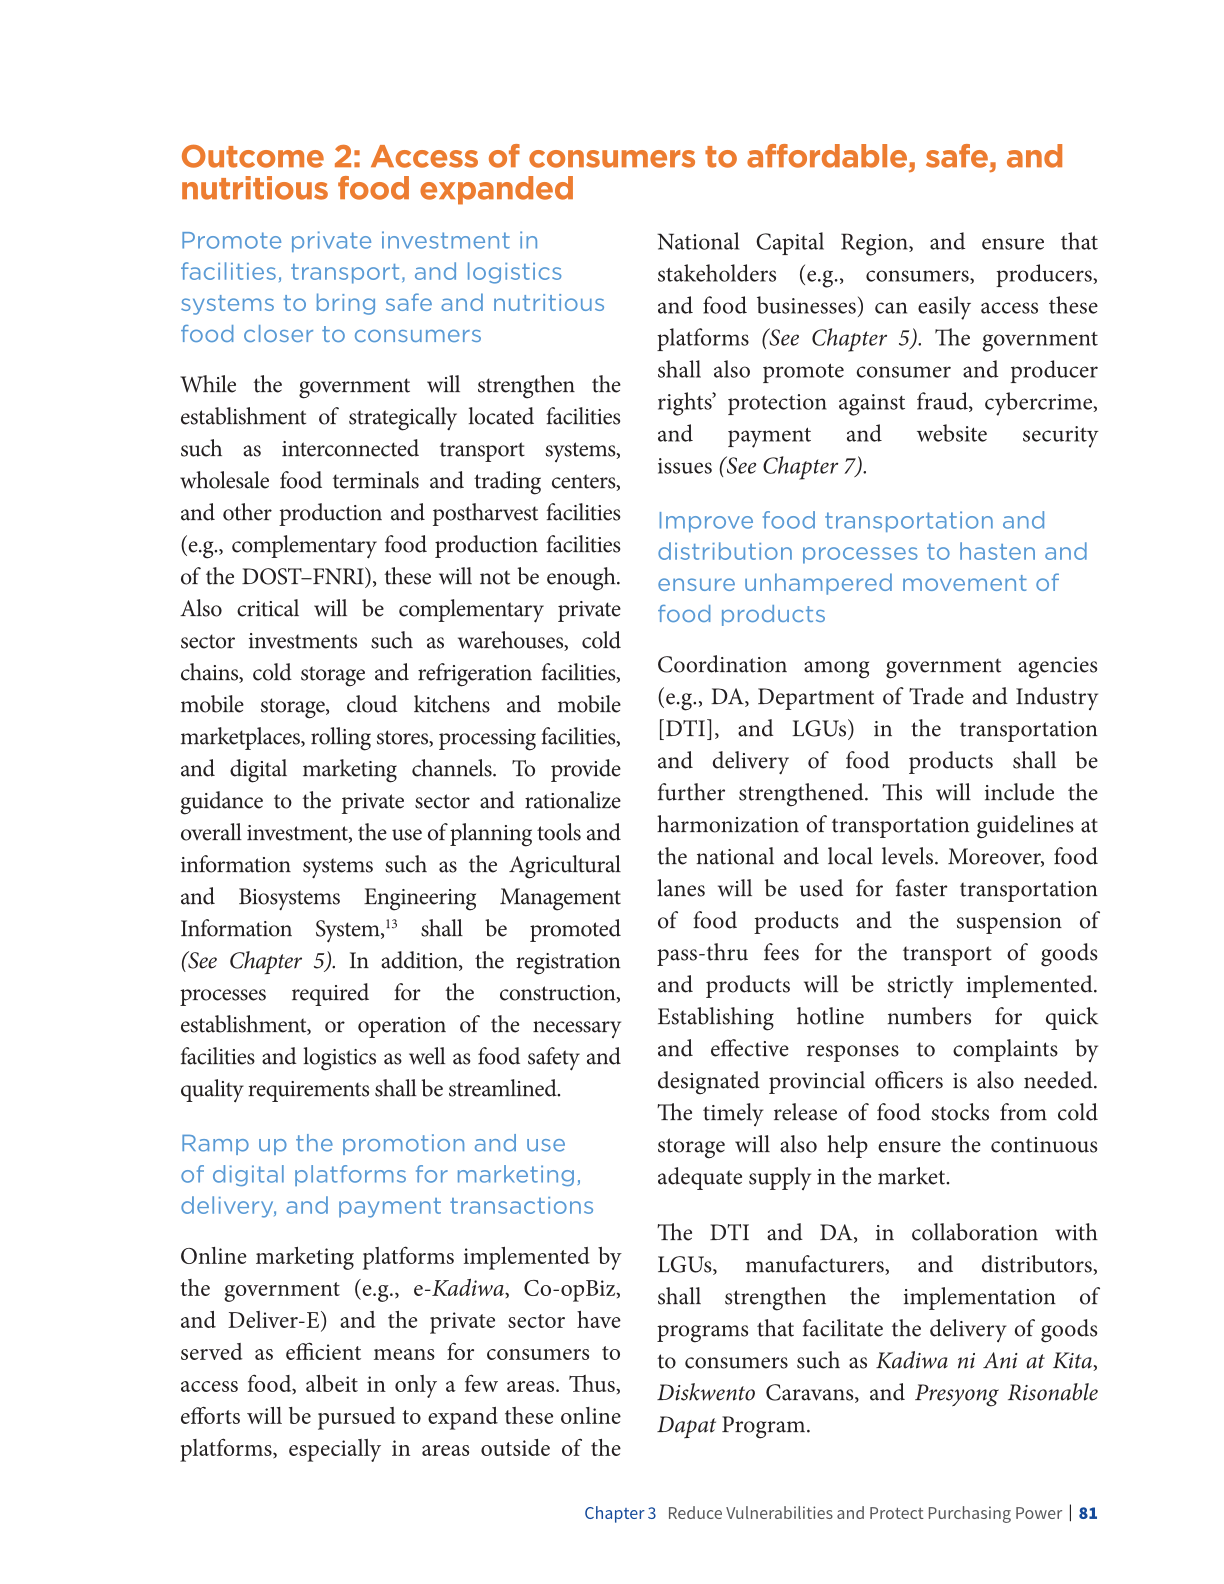 Outcome 2: Access of consumers to affordable, safe, and
nutritious food expanded
Promote private investment in
facilities, transport, and logistics
systems to bring safe and nutritious
food closer to consumers
While the government will strengthen the
establishment of strategically located facilities
such as interconnected transport systems,
wholesale food terminals and trading centers,
and other production and postharvest facilities
(e.g., complementary food production facilities
of the DOST–FNRI), these will not be enough.
Also critical will be complementary private
sector investments such as warehouses, cold
chains, cold storage and refrigeration facilities,
mobile storage, cloud kitchens and mobile
marketplaces, rolling stores, processing facilities,
and digital marketing channels. To provide
guidance to the private sector and rationalize
overall investment, the use of planning tools and
information systems such as the Agricultural
and Biosystems Engineering Management
Information System,13 shall be promoted
(See Chapter 5). In addition, the registration
processes required for the construction,
establishment, or operation of the necessary
facilities and logistics as well as food safety and
quality requirements shall be streamlined.
Ramp up the promotion and use
of digital platforms for marketing,
delivery, and payment transactions
Online marketing platforms implemented by
the government (e.g., e-Kadiwa, Co-opBiz,
and Deliver-E) and the private sector have
served as efficient means for consumers to
access food, albeit in only a few areas. Thus,
efforts will be pursued to expand these online
platforms, especially in areas outside of the
National Capital Region, and ensure that
stakeholders (e.g., consumers, producers,
and food businesses) can easily access these
platforms (See Chapter 5). The government
shall also promote consumer and producer
rights’ protection against fraud, cybercrime,
and payment and website security
issues (See Chapter 7).
Improve food transportation and
distribution processes to hasten and
ensure unhampered movement of
food products
Coordination among government agencies
(e.g., DA, Department of Trade and Industry
[DTI], and LGUs) in the transportation
and delivery of food products shall be
further strengthened. This will include the
harmonization of transportation guidelines at
the national and local levels. Moreover, food
lanes will be used for faster transportation
of food products and the suspension of
pass-thru fees for the transport of goods
and products will be strictly implemented.
Establishing hotline numbers for quick
and effective responses to complaints by
designated provincial officers is also needed.
The timely release of food stocks from cold
storage will also help ensure the continuous
adequate supply in the market.
The DTI and DA, in collaboration with
LGUs, manufacturers, and distributors,
shall strengthen the implementation of
programs that facilitate the delivery of goods
to consumers such as Kadiwa ni Ani at Kita,
Diskwento Caravans, and Presyong Risonable
Dapat Program.
Chapter 3 Reduce Vulnerabilities and Protect Purchasing Power | 81